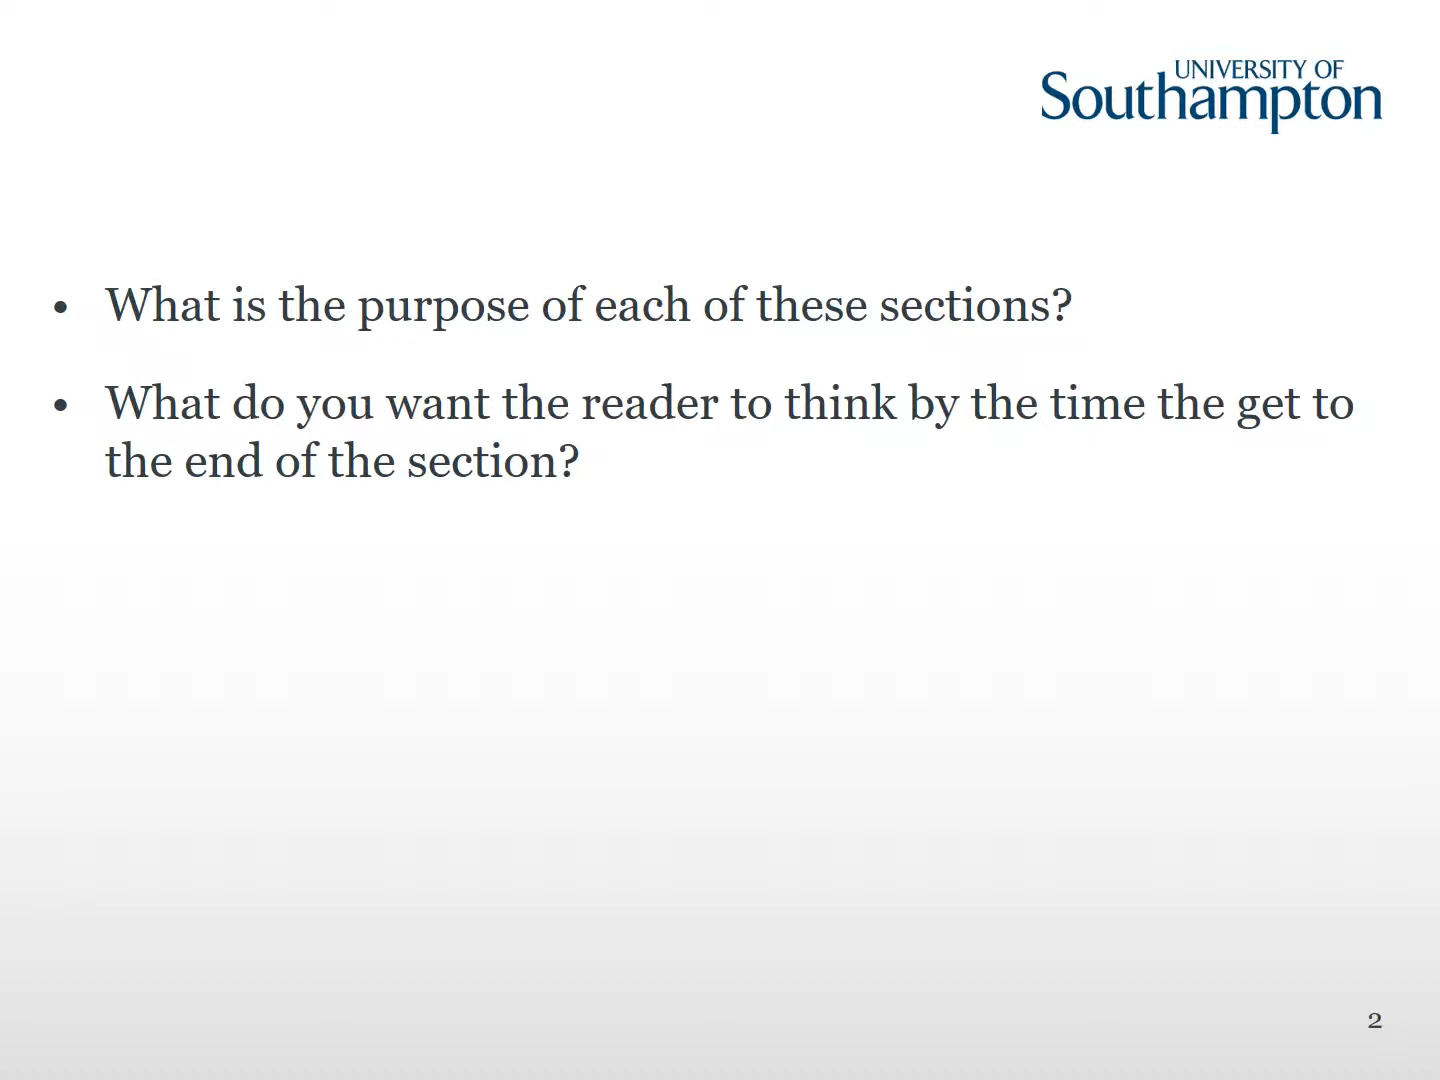 UNIVERSITY OF
Southampton
• What is the purpose of each of these sections?
• What do you want the reader to think by the time the get to
the end of the section?
2